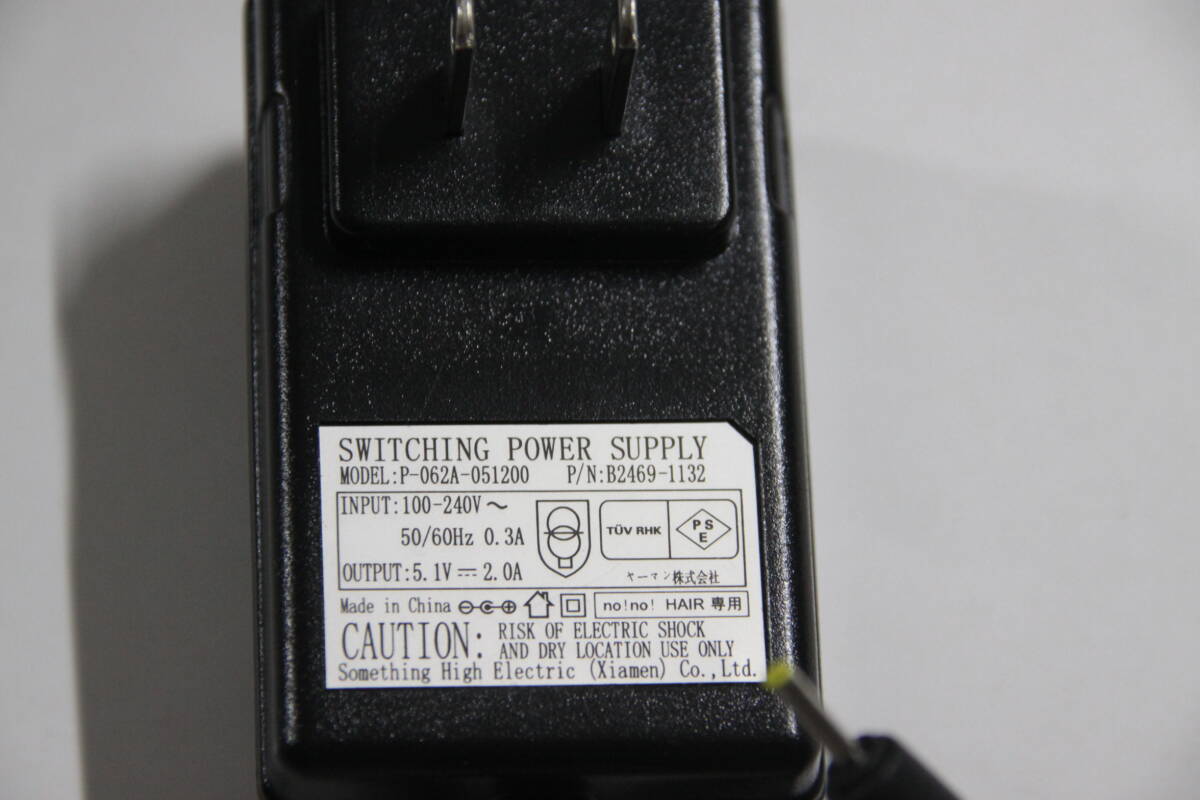 SWITCHING POWER SUPPLY
MODEL:P-062A-051200 P/N:B2469-1132
INPUT:100-240V～
50/60Hz 0.3A
OUTPUT:5.1V⎓2.0A
TÜV RHK
PSE
ヤーマン株式会社
Made in China
no!no! HAIR 専用
CAUTION: RISK OF ELECTRIC SHOCK
AND DRY LOCATION USE ONLY
Something High Electric (Xiamen) Co.,Ltd.